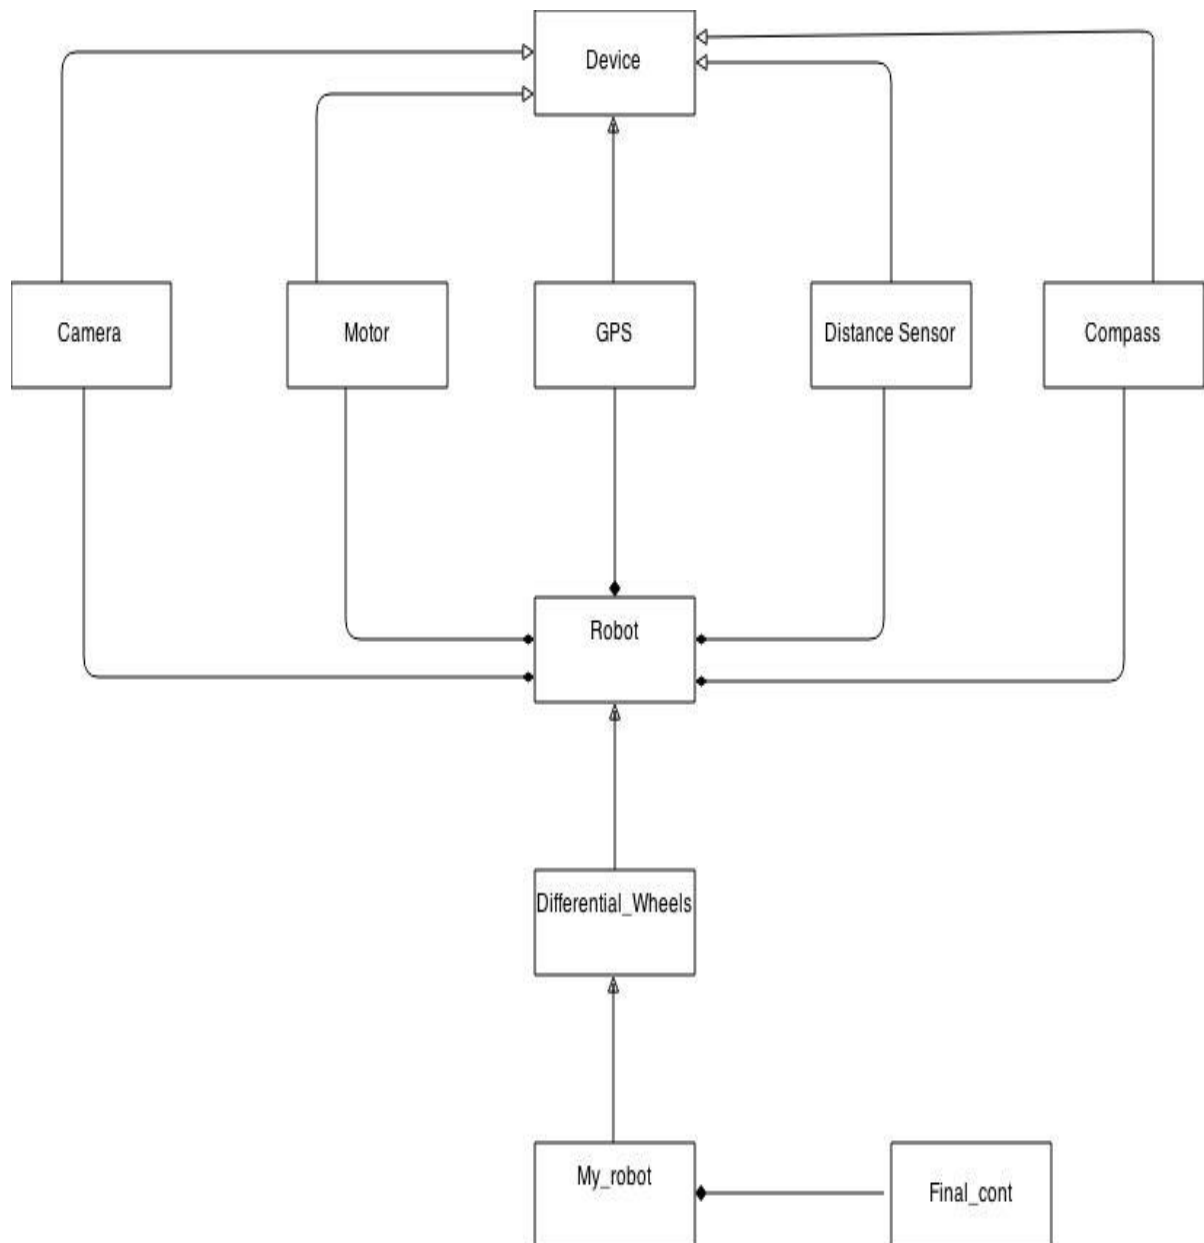 Device
Camera
Motor
GPS
Distance Sensor
Compass
Robot
Differential_Wheels
My_robot
Final_cont